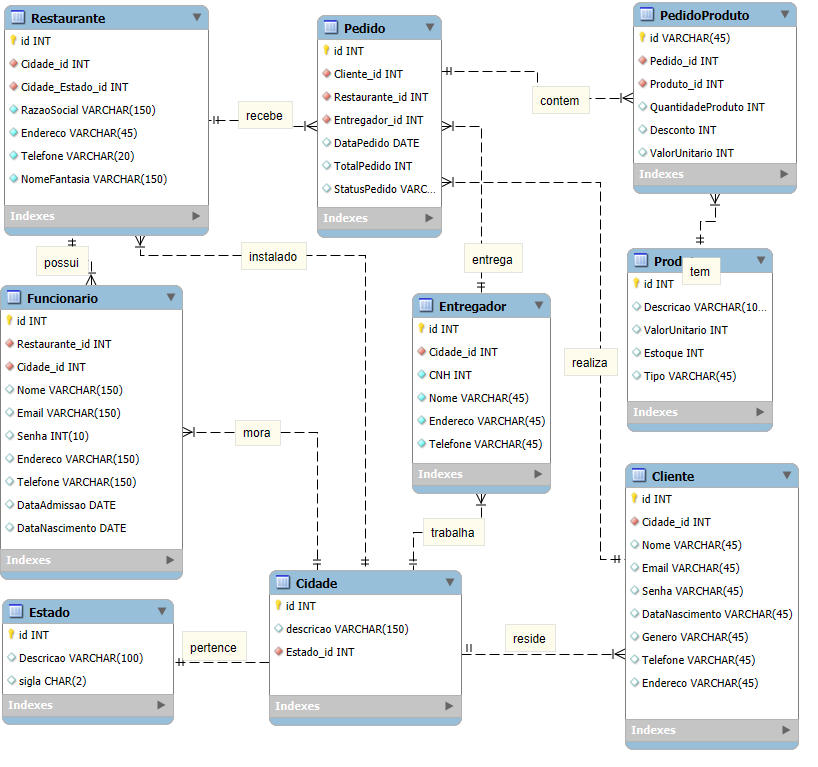 Restaurante
id INT
Cidade_id INT
Cidade_Estado_id INT
RazaoSocial VARCHAR(150)
Endereco VARCHAR(45)
Telefone VARCHAR(20)
NomeFantasia VARCHAR(150)
Indexes
recebe
Pedido
id INT
Cliente_id INT
Restaurante_id INT
Entregador_id INT
DataPedido DATE
TotalPedido INT
StatusPedido VARC...
Indexes
contem
PedidoProduto
id VARCHAR(45)
Pedido_id INT
Produto_id INT
QuantidadeProduto INT
Desconto INT
ValorUnitario INT
Indexes
possui
instalado
entrega
tem
Funcionario
id INT
Restaurante_id INT
Cidade_id INT
Nome VARCHAR(150)
Email VARCHAR(150)
Senha INT(10)
Endereco VARCHAR(150)
Telefone VARCHAR(150)
DataAdmissao DATE
DataNascimento DATE
Indexes
mora
Entregador
id INT
Cidade_id INT
CNH INT
Nome VARCHAR(45)
Endereco VARCHAR(45)
Telefone VARCHAR(45)
Indexes
realiza
id INT
Descricao VARCHAR(10...
ValorUnitario INT
Estoque INT
Tipo VARCHAR(45)
Indexes
trabalha
Cliente
id INT
Cidade_id INT
Nome VARCHAR(45)
Email VARCHAR(45)
Senha VARCHAR(45)
DataNascimento VARCHAR(45)
Genero VARCHAR(45)
Telefone VARCHAR(45)
Endereco VARCHAR(45)
Indexes
Estado
id INT
Descricao VARCHAR(100)
sigla CHAR(2)
Indexes
pertence
Cidade
id INT
descricao VARCHAR(150)
Estado_id INT
Indexes
reside